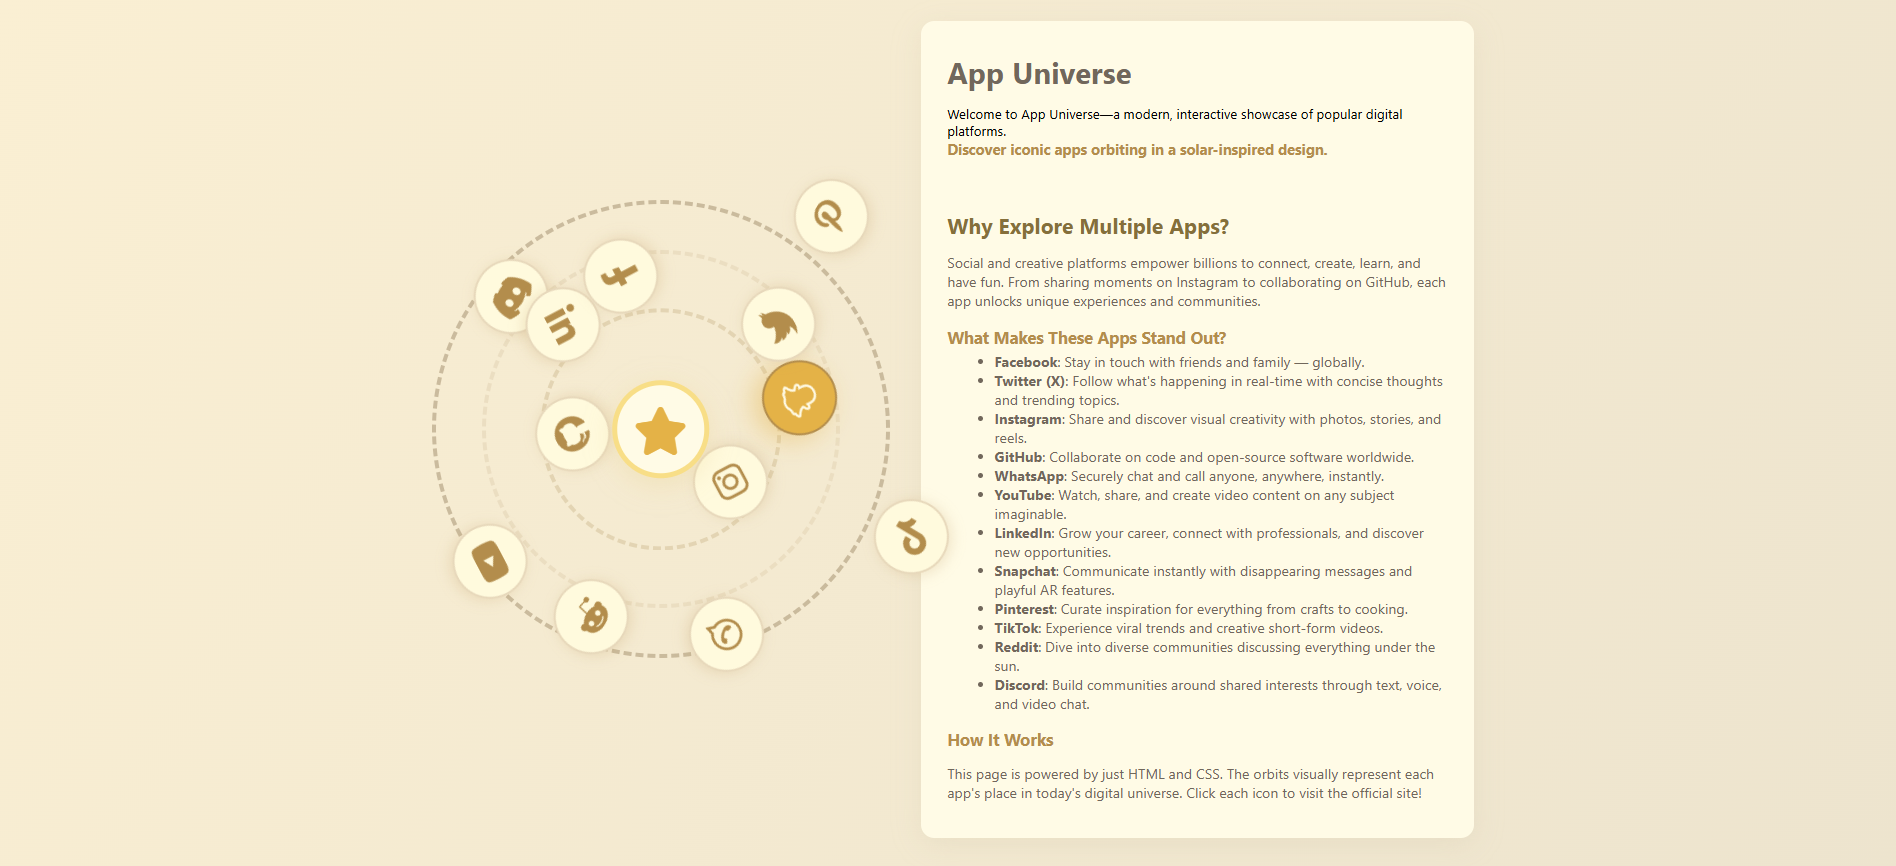 App Universe
Welcome to App Universe—a modern, interactive showcase of popular digital
platforms.
Discover iconic apps orbiting in a solar-inspired design.
Why Explore Multiple Apps?
Social and creative platforms empower billions to connect, create, learn, and
have fun. From sharing moments on Instagram to collaborating on GitHub, each
app unlocks unique experiences and communities.
What Makes These Apps Stand Out?
• Facebook: Stay in touch with friends and family — globally.
• Twitter (X): Follow what's happening in real-time with concise thoughts
and trending topics.
• Instagram: Share and discover visual creativity with photos, stories, and
reels.
• GitHub: Collaborate on code and open-source software worldwide.
• WhatsApp: Securely chat and call anyone, anywhere, instantly.
• YouTube: Watch, share, and create video content on any subject
imaginable.
• LinkedIn: Grow your career, connect with professionals, and discover
new opportunities.
• Snapchat: Communicate instantly with disappearing messages and
playful AR features.
• Pinterest: Curate inspiration for everything from crafts to cooking.
• TikTok: Experience viral trends and creative short-form videos.
• Reddit: Dive into diverse communities discussing everything under the
sun.
• Discord: Build communities around shared interests through text, voice,
and video chat.
How It Works
This page is powered by just HTML and CSS. The orbits visually represent each
app's place in today's digital universe. Click each icon to visit the official site!